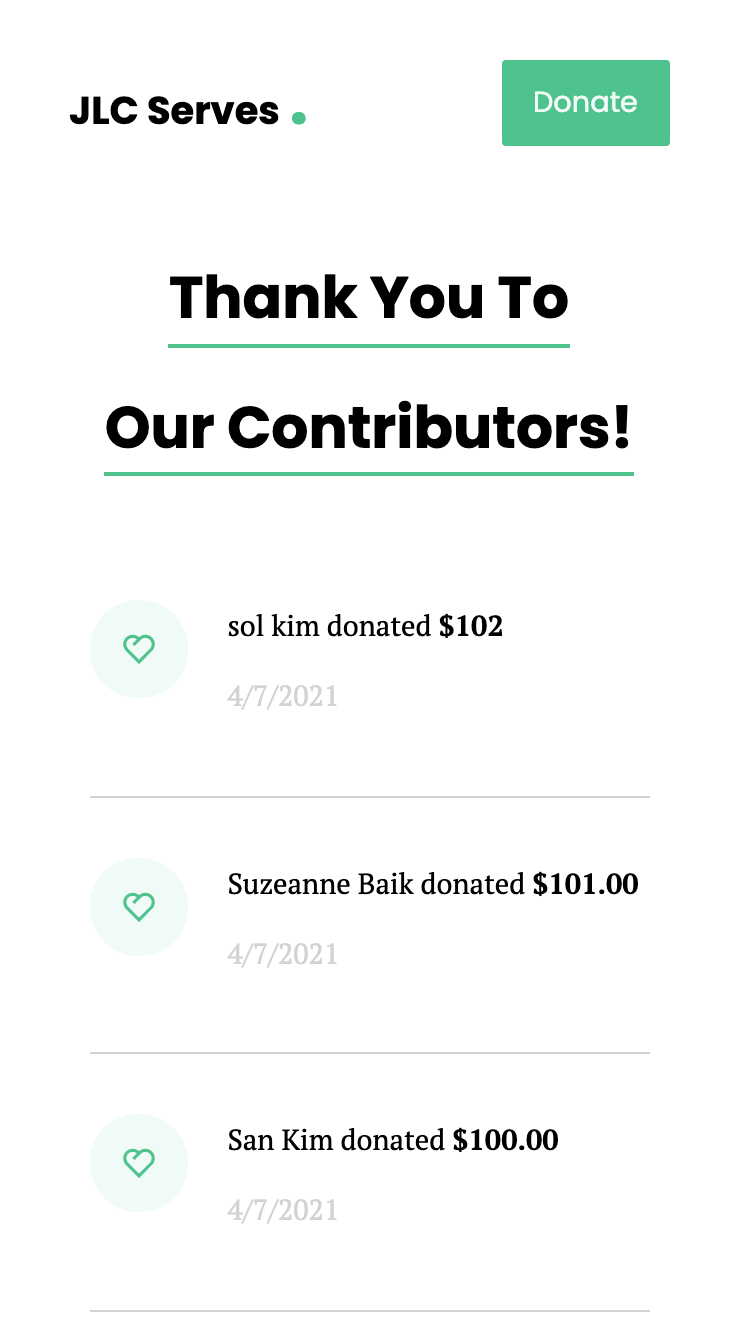 JLC Serves .
Donate
Thank You To
Our Contributors!
sol kim donated $102
4/7/2021
Suzeanne Baik donated $101.00
4/7/2021
San Kim donated $100.00
4/7/2021